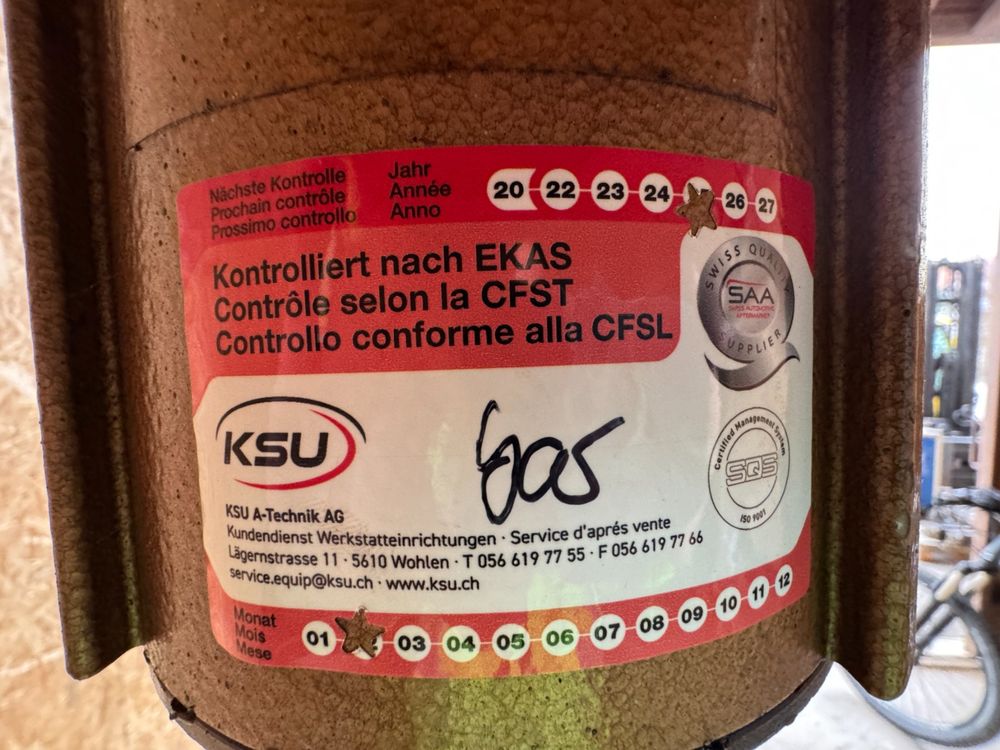 Nächste Kontrolle
Prochain contrôle
Prossimo controllo
Jahr
Année
Anno
20 22 23 24 26 27
Kontrolliert nach EKAS
Contrôle selon la CFST
Controllo conforme alla CFSL
SWISS QUALITY
SAA
SWISS AUTOMOTIVE
AFTERMARKET
SUPPLIER
KSU
Certified Management System
SQS
ISO 9001
KSU A-Technik AG
Kundendienst Werkstatteinrichtungen · Service d'aprés vente
Lägernstrasse 11 · 5610 Wohlen · T 056 619 77 55 · F 056 619 77 66
service.equip@ksu.ch · www.ksu.ch
Monat
Mois
Mese
01 03 04 05 06 07 08 09 10 11 12